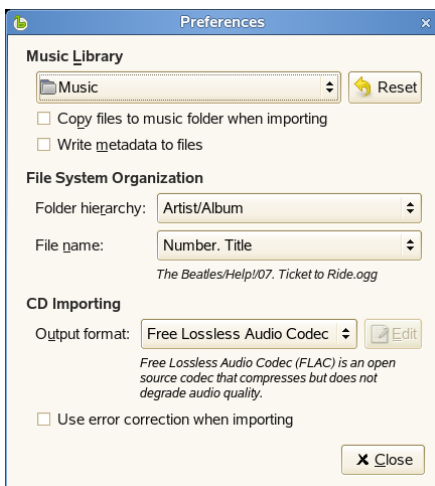 Preferences
Music Library
Music
Reset
Copy files to music folder when importing
Write metadata to files
File System Organization
Folder hierarchy: Artist/Album
File name: Number. Title
The Beatles/Help!/07. Ticket to Ride.ogg
CD Importing
Output format: Free Lossless Audio Codec Edit
Free Lossless Audio Codec (FLAC) is an open
source codec that compresses but does not
degrade audio quality.
Use error correction when importing
Close